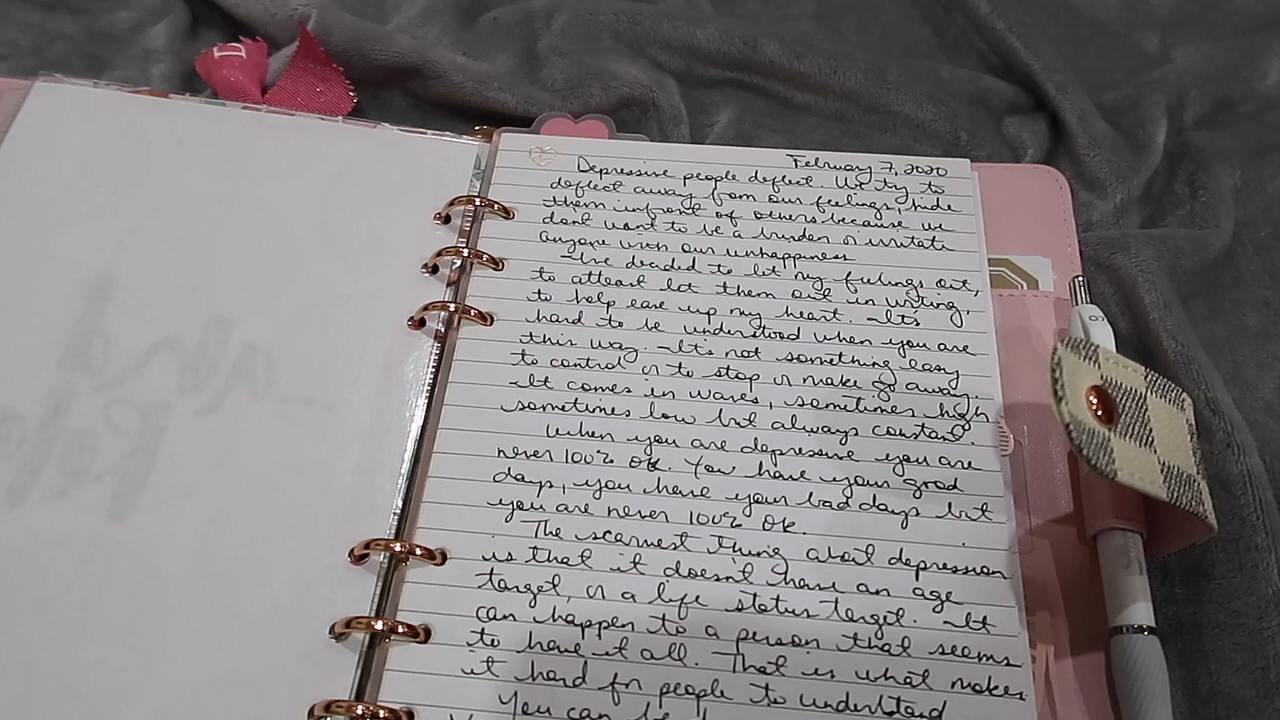 February 7, 2020
Depressive people deflect. We try to
deflect away from our feelings, hide
them infront of others because we
dont want to be a burden or irritate
anyone with our unhappiness
I've decided to let my feelings out,
to atleast let them out in writing,
to help ease up my heart. It's
hard to be understood when you are
this way. It's not something easy
to control or to stop or make go away.
It comes in waves, sometimes high
sometimes low but always constant.
When you are depressive you are
never 100% ok. You have your good
days, you have your bad days but
you are never 100% ok.
The scarriest thing about depression
is that it doesn't have an age
target, or a life status target. It
can happen to a person that seems
to have it all. That is what makes
it hard for people to understand
You can be
07